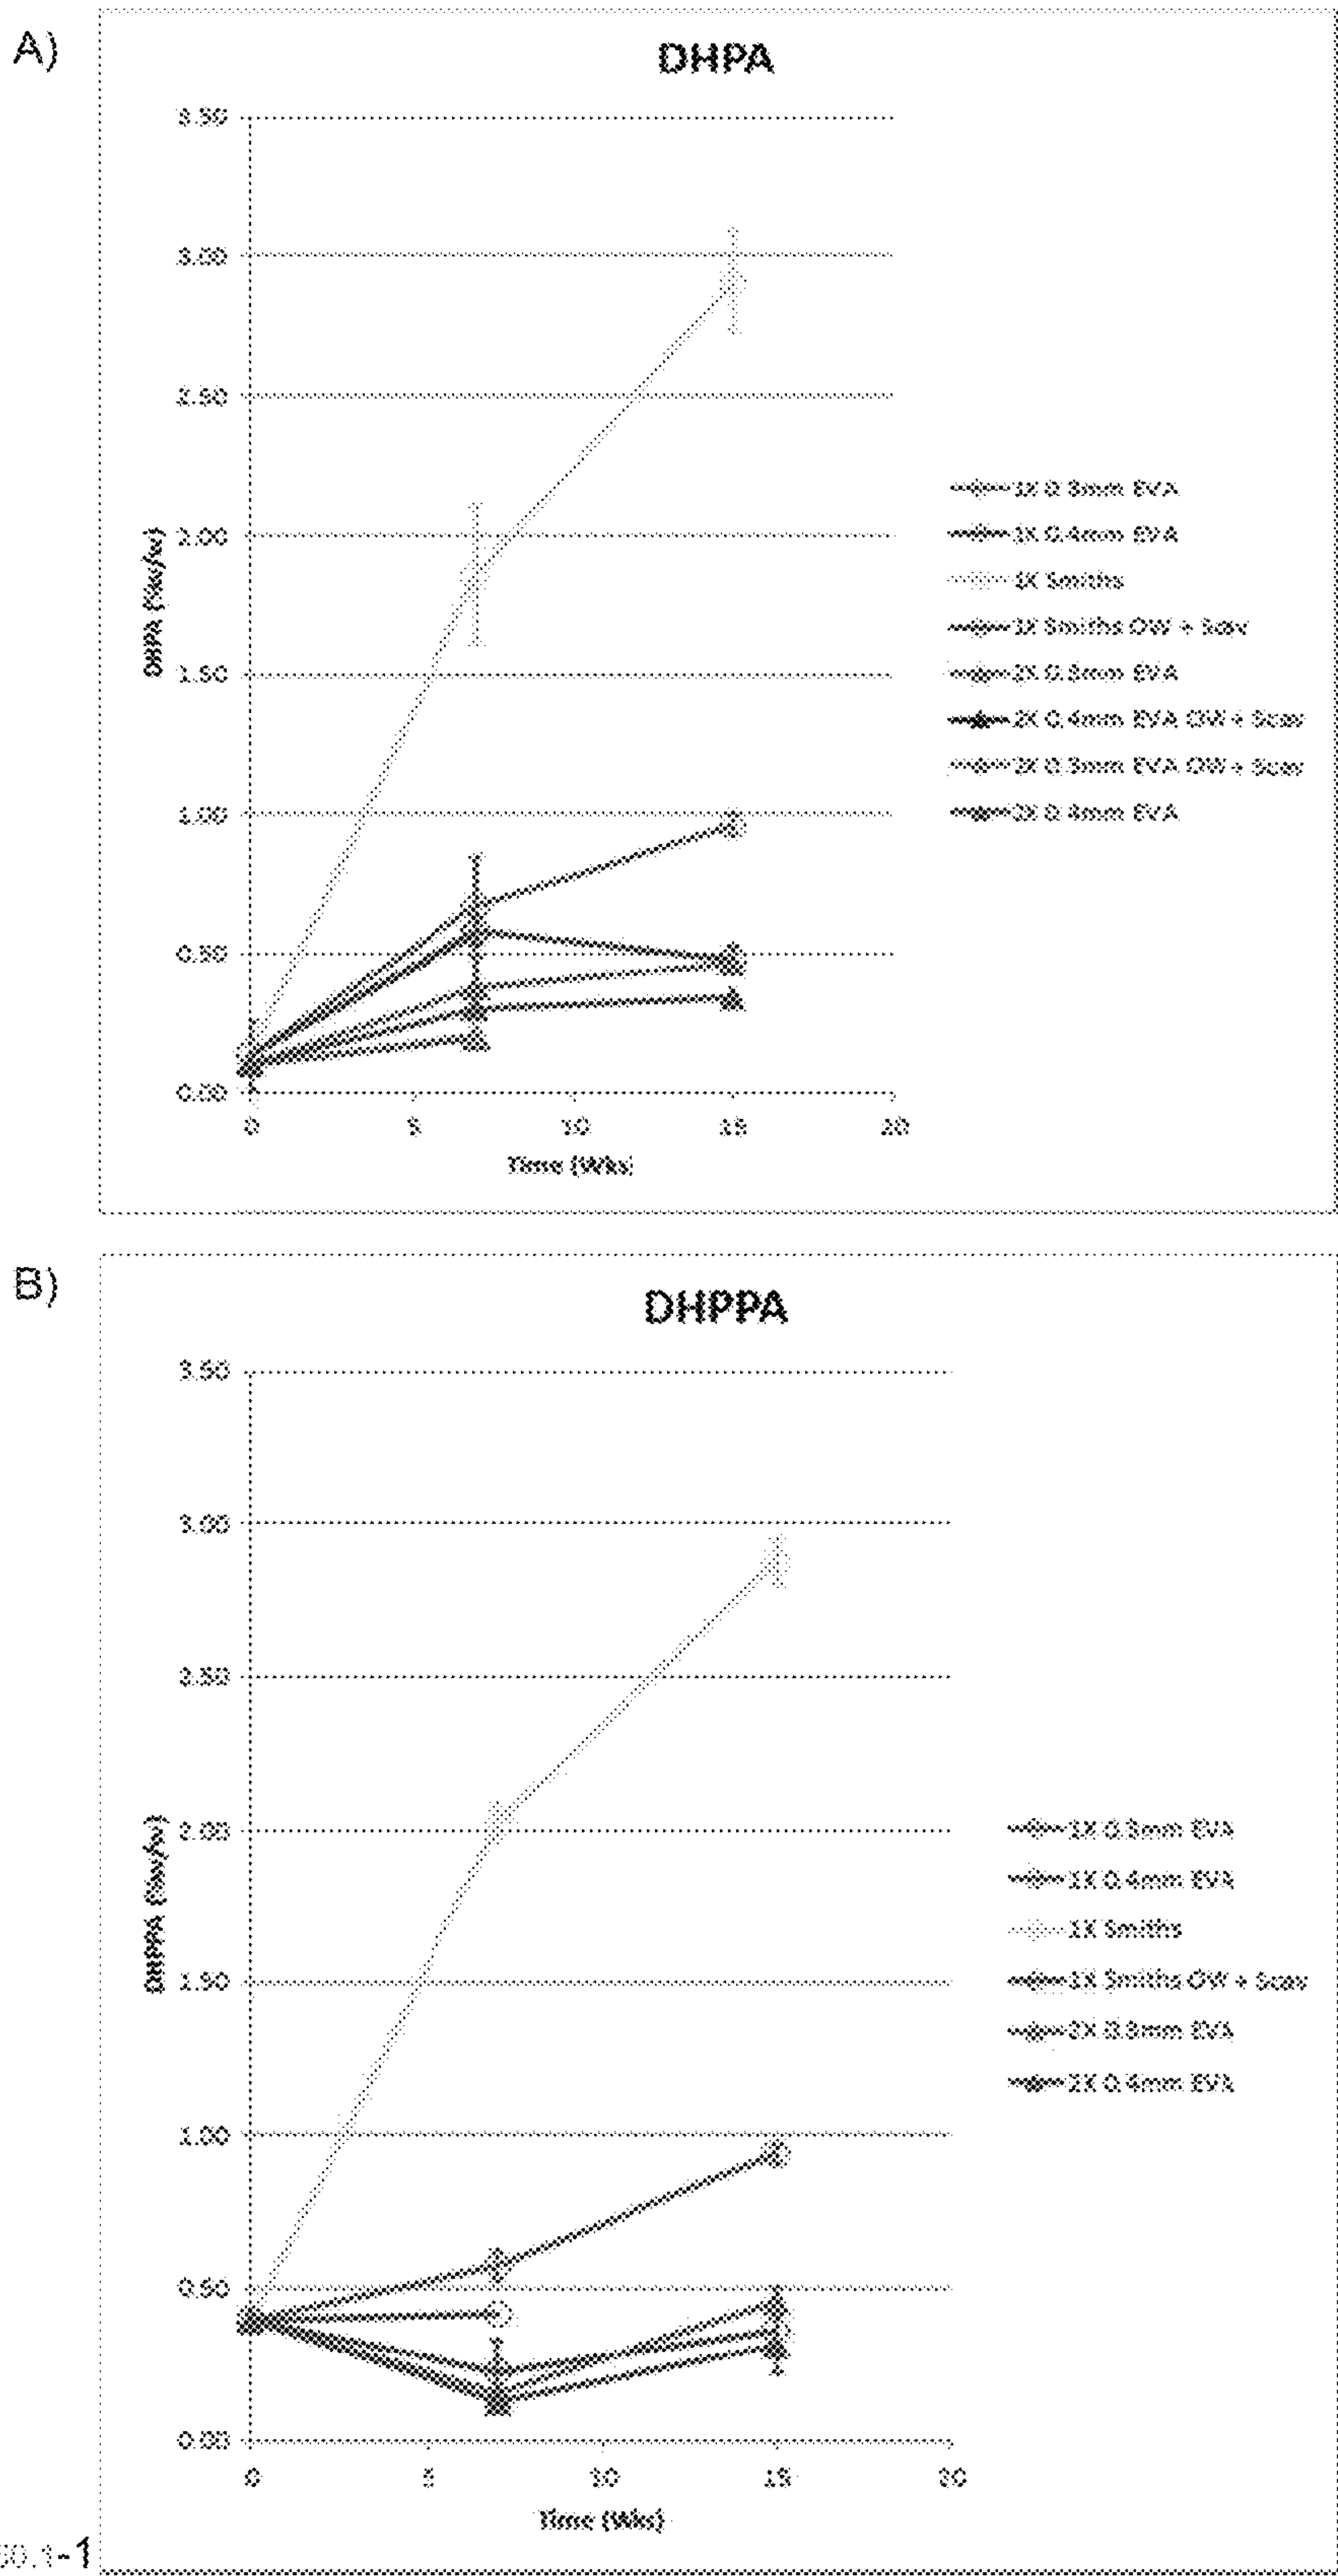 A)
DHPA
3.50
3.00
2.50
2.00
1.50
1.00
0.50
0.00
DHPA (%w/w)
0 5 10 15 20
Time (Wks)
1X 0.3mm EVA
1X 0.4mm EVA
1X Smiths
1X Smiths OW + Scav
2X 0.3mm EVA
2X 0.4mm EVA OW + Scav
2X 0.3mm EVA OW + Scav
2X 0.4mm EVA
B)
DHPPA
3.50
3.00
2.50
2.00
1.50
1.00
0.50
0.00
DHPPA (%w/w)
0 5 10 15 20
Time (Wks)
1X 0.3mm EVA
1X 0.4mm EVA
1X Smiths
1X Smiths OW + Scav
2X 0.3mm EVA
2X 0.4mm EVA
0.1-1